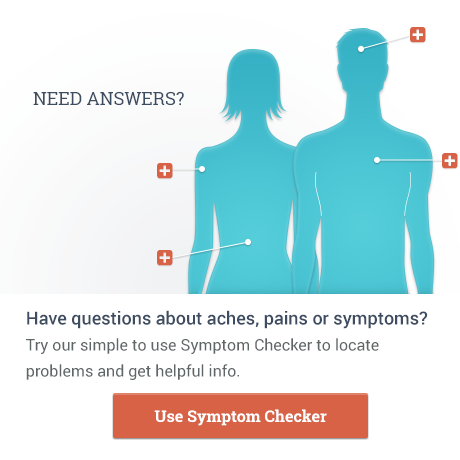 NEED ANSWERS?
Have questions about aches, pains or symptoms?
Try our simple to use Symptom Checker to locate
problems and get helpful info.
Use Symptom Checker